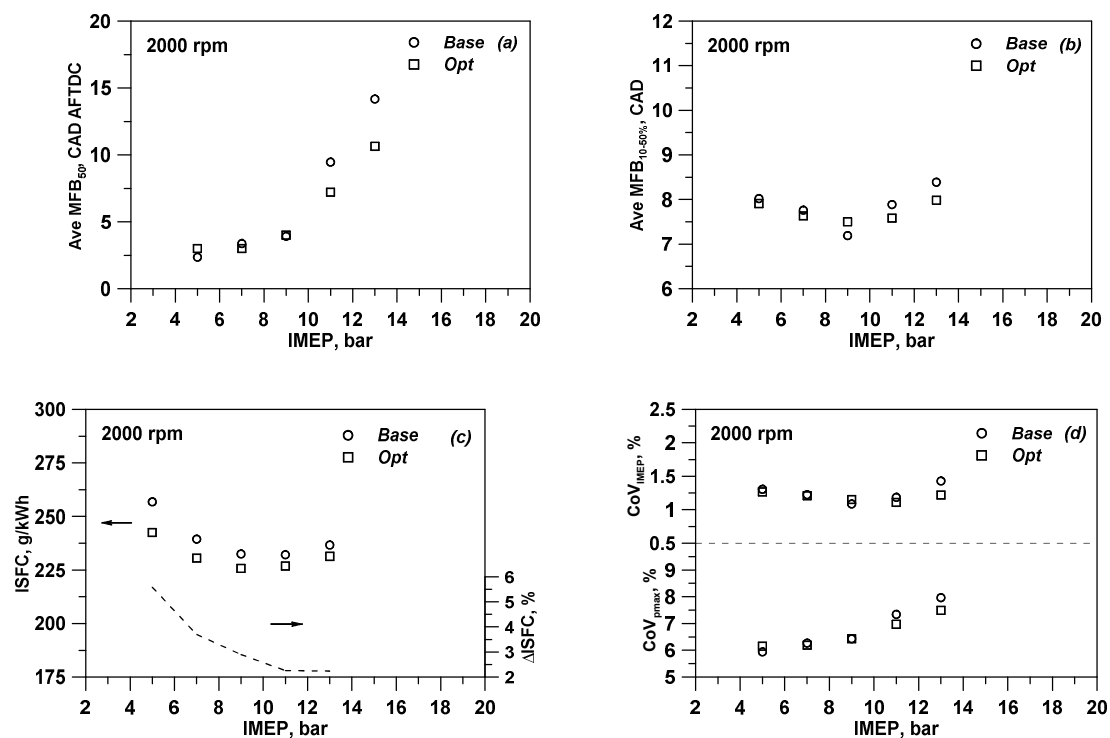 2000 rpm
Base (a)
Opt
Ave MFB50, CAD AFTDC
20
15
10
5
0
2 4 6 8 10 12 14 16 18 20
IMEP, bar
2000 rpm
Base (b)
Opt
Ave MFB10-50%, CAD
12
11
10
9
8
7
6
2 4 6 8 10 12 14 16 18 20
IMEP, bar
2000 rpm
Base (c)
Opt
ISFC, g/kWh
300
275
250
225
200
175
6
5
4
3
2
ΔISFC, %
2 4 6 8 10 12 14 16 18 20
IMEP, bar
2000 rpm
Base (d)
Opt
CoVIMEP, %
2.5
2
1.5
1
0.5
CoVpmax, %
9
8
7
6
5
2 4 6 8 10 12 14 16 18 20
IMEP, bar